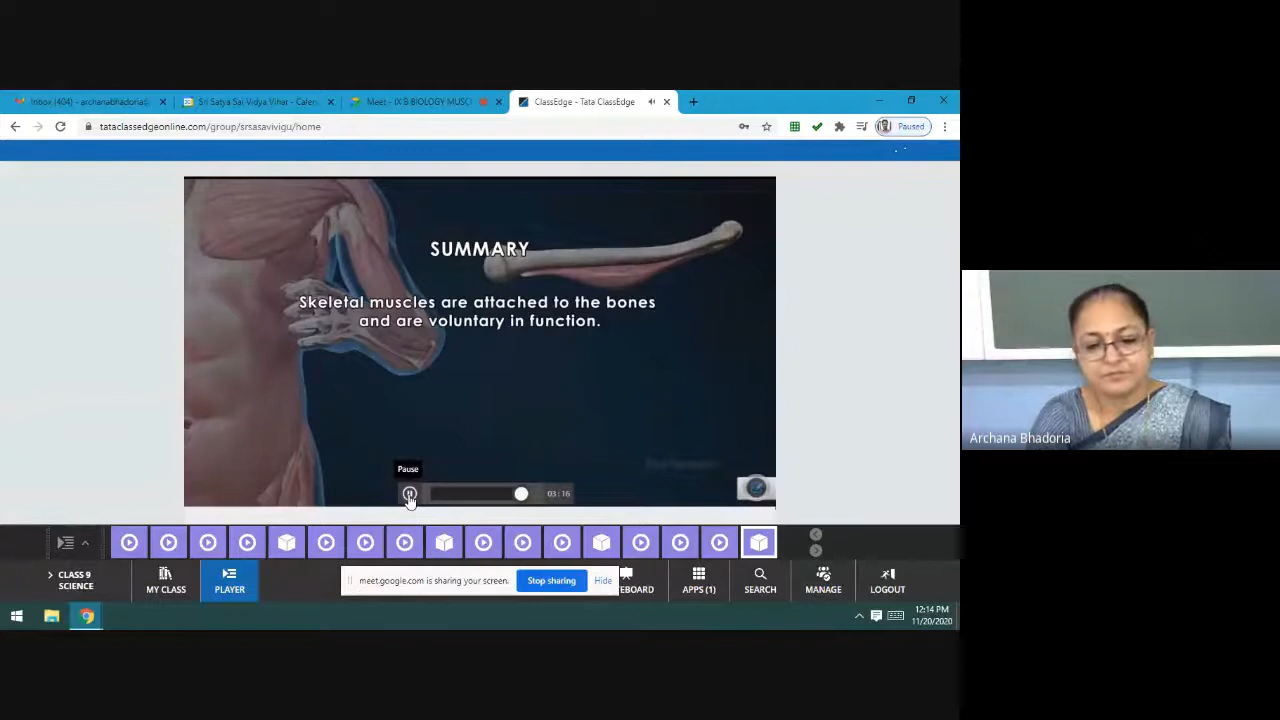 Inbox (404) - archanabhadoria@
Sri Satya Sai Vidya Vihar - Calen
Meet - IX B BIOLOGY MUSC
ClassEdge - Tata ClassEdge
tataclassedgeonline.com/group/srsasavivigu/home
Paused
SUMMARY
Skeletal muscles are attached to the bones
and are voluntary in function.
Archana Bhadoria
Pause
03:16
CLASS 9
SCIENCE
MY CLASS
PLAYER
meet.google.com is sharing your screen.
Stop sharing
Hide
EBOARD
APPS (1)
SEARCH
MANAGE
LOGOUT
12:14 PM
11/20/2020